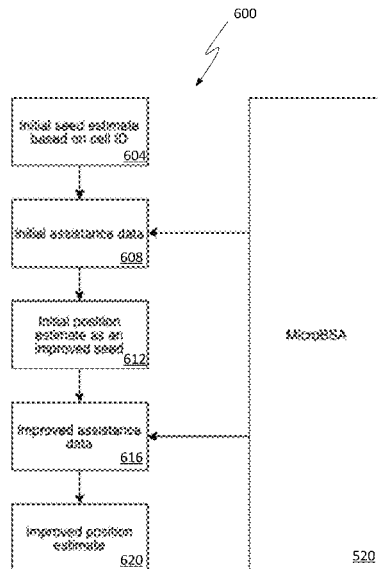 600
Initial seed estimate
based on cell ID
604
Initial assistance data
608
Initial position
estimate as an
improved seed
612
Improved assistance
data
616
Improved position
estimate
620
MicroBSA
520